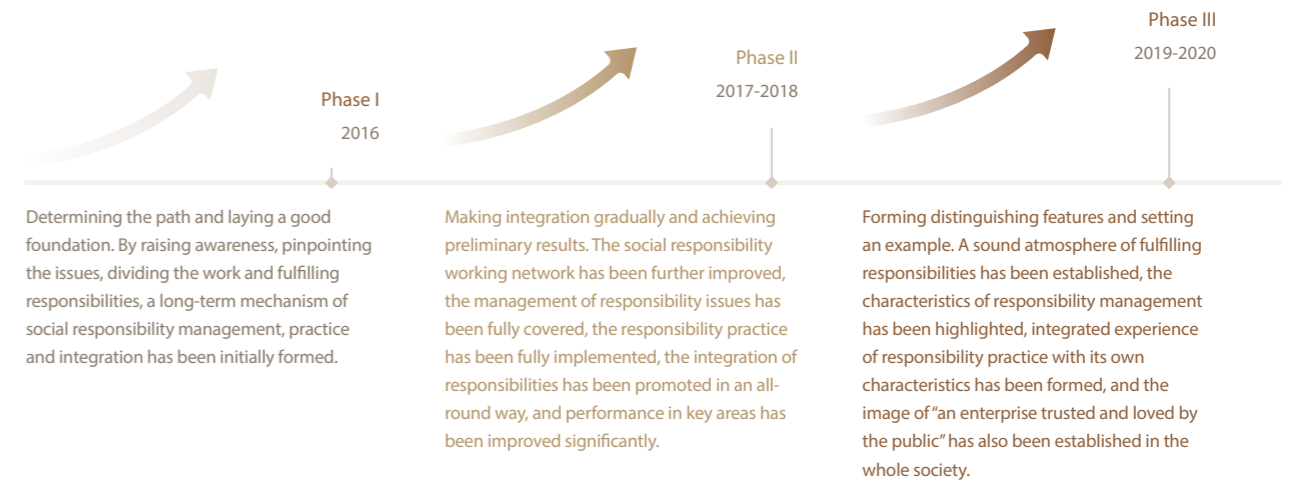 Phase I
2016
Determining the path and laying a good
foundation. By raising awareness, pinpointing
the issues, dividing the work and fulfilling
responsibilities, a long-term mechanism of
social responsibility management, practice
and integration has been initially formed.
Phase II
2017-2018
Making integration gradually and achieving
preliminary results. The social responsibility
working network has been further improved,
the management of responsibility issues has
been fully covered, the responsibility practice
has been fully implemented, the integration of
responsibilities has been promoted in an all-
round way, and performance in key areas has
been improved significantly.
Phase III
2019-2020
Forming distinguishing features and setting
an example. A sound atmosphere of fulfilling
responsibilities has been established, the
characteristics of responsibility management
has been highlighted, integrated experience
of responsibility practice with its own
characteristics has been formed, and the
image of “an enterprise trusted and loved by
the public” has also been established in the
whole society.